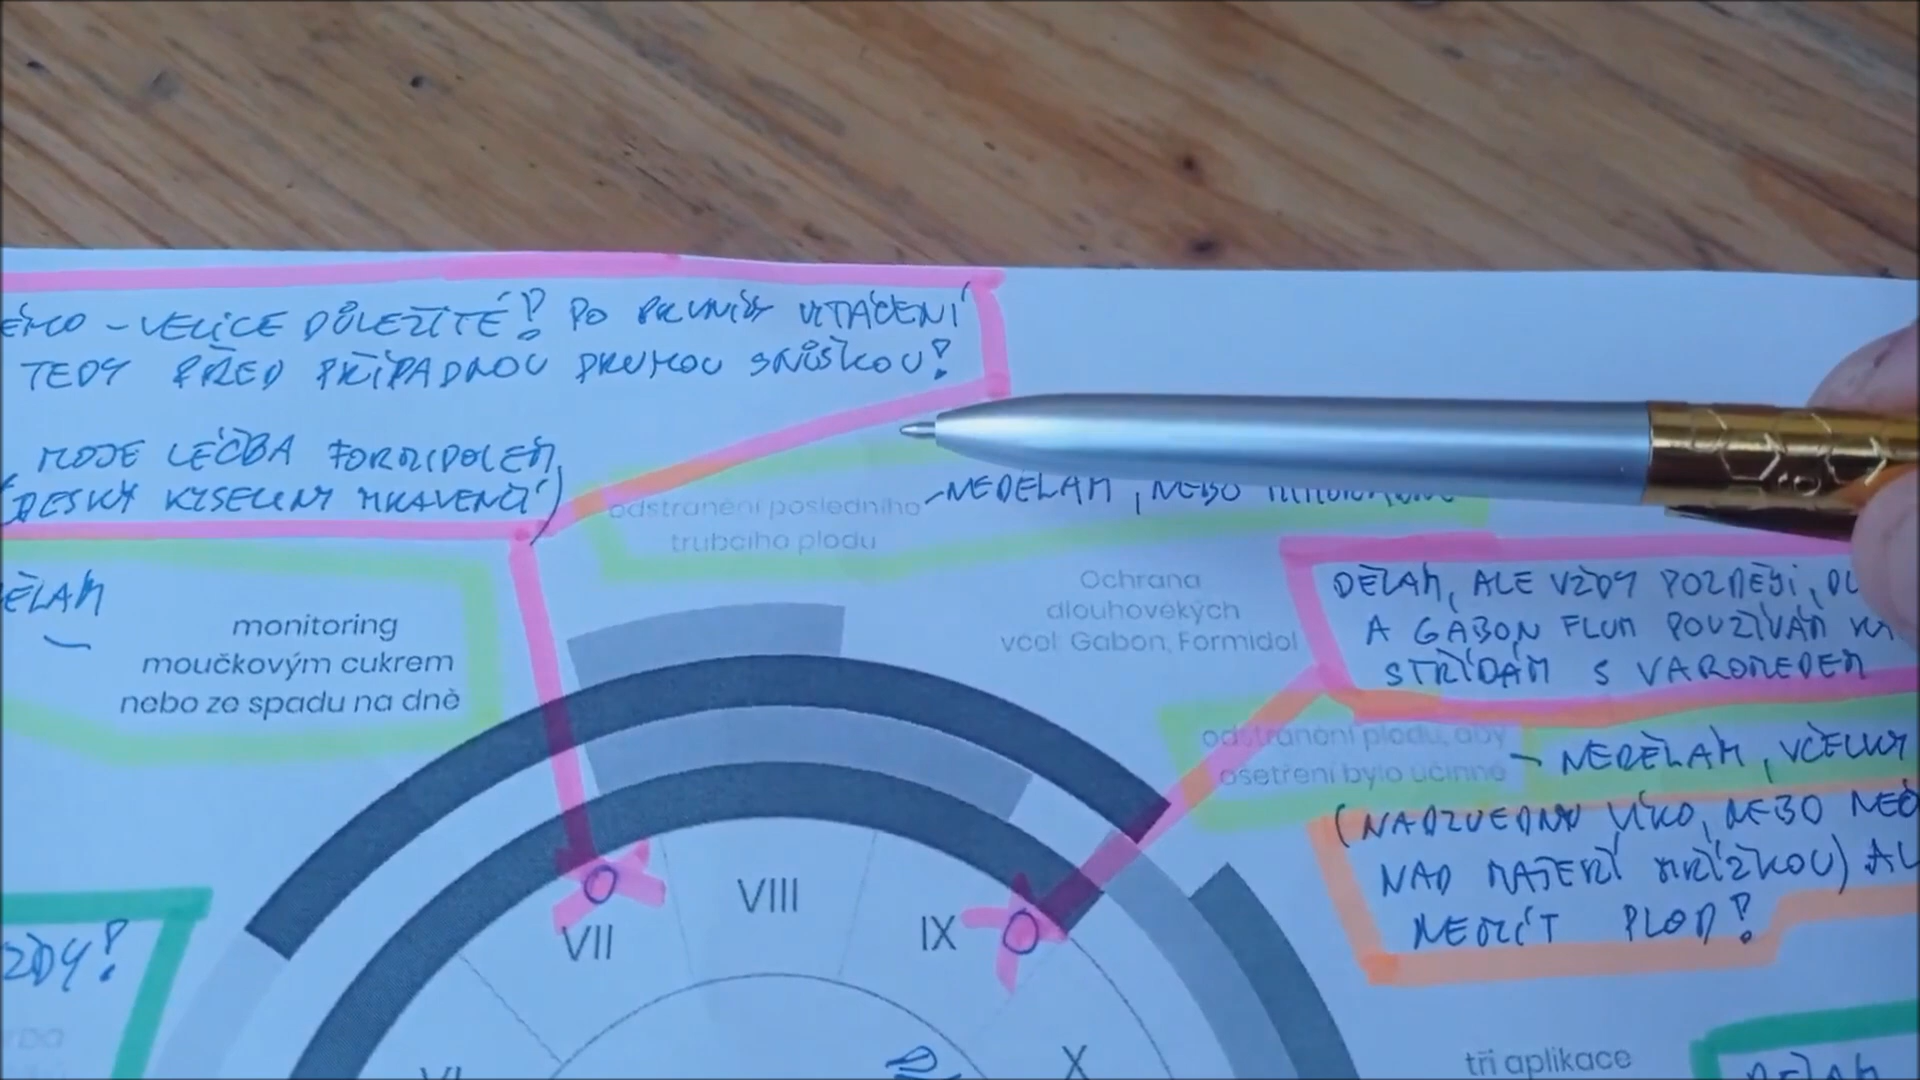 – VELICE DŮLEŽITÉ! PO PRVNÍM VYTÁČENÍ
TEDY PŘED PŘÍPADNOU DRUHOU SNŮŠKOU!
MOJE LÉČBA FORMIDOLEM
(DESKY KYSELINY MRAVENČÍ)
odstranění posledního
trubčího plodu
– NEDĚLÁM, NEBO
Ochrana
dlouhověkých
včel: Gabon, Formidol
DĚLÁM, ALE VŽDY POZDĚJI,
A GABON FLUM POUŽÍVÁM
STŘÍDÁM S VAROMEDEM
monitoring
moučkovým cukrem
nebo ze spadu na dně
odstranění plodu, aby
ošetření bylo účinné
– NEDĚLÁM, VČELKY
(NADZVEDNU VÍKO, NEBO
NAD MATEŘÍ MŘÍŽKOU)
NEMÍT PLOD!
VII
VIII
IX
X
VI
tři aplikace
DĚLÁM